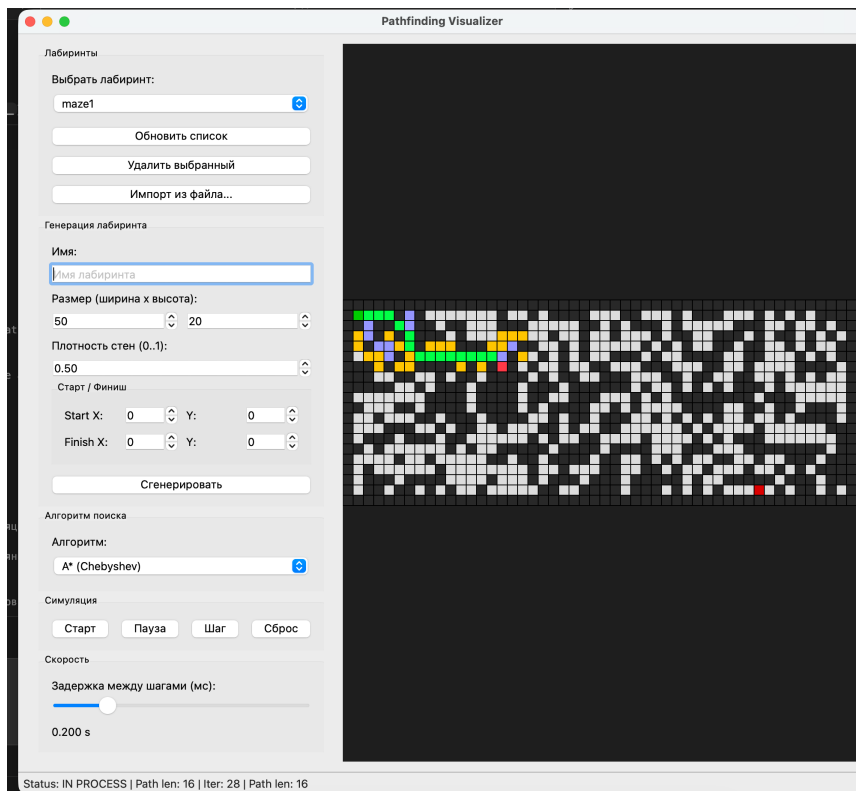 Pathfinding Visualizer
Лабиринты
Выбрать лабиринт:
maze1
Обновить список
Удалить выбранный
Импорт из файла...
Генерация лабиринта
Имя:
Имя лабиринта
Размер (ширина x высота):
50 20
Плотность стен (0..1):
0.50
Старт / Финиш
Start X: 0 Y: 0
Finish X: 0 Y: 0
Сгенерировать
Алгоритм поиска
Алгоритм:
A* (Chebyshev)
Симуляция
Старт Пауза Шаг Сброс
Скорость
Задержка между шагами (мс):
0.200 s
Status: IN PROCESS | Path len: 16 | Iter: 28 | Path len: 16